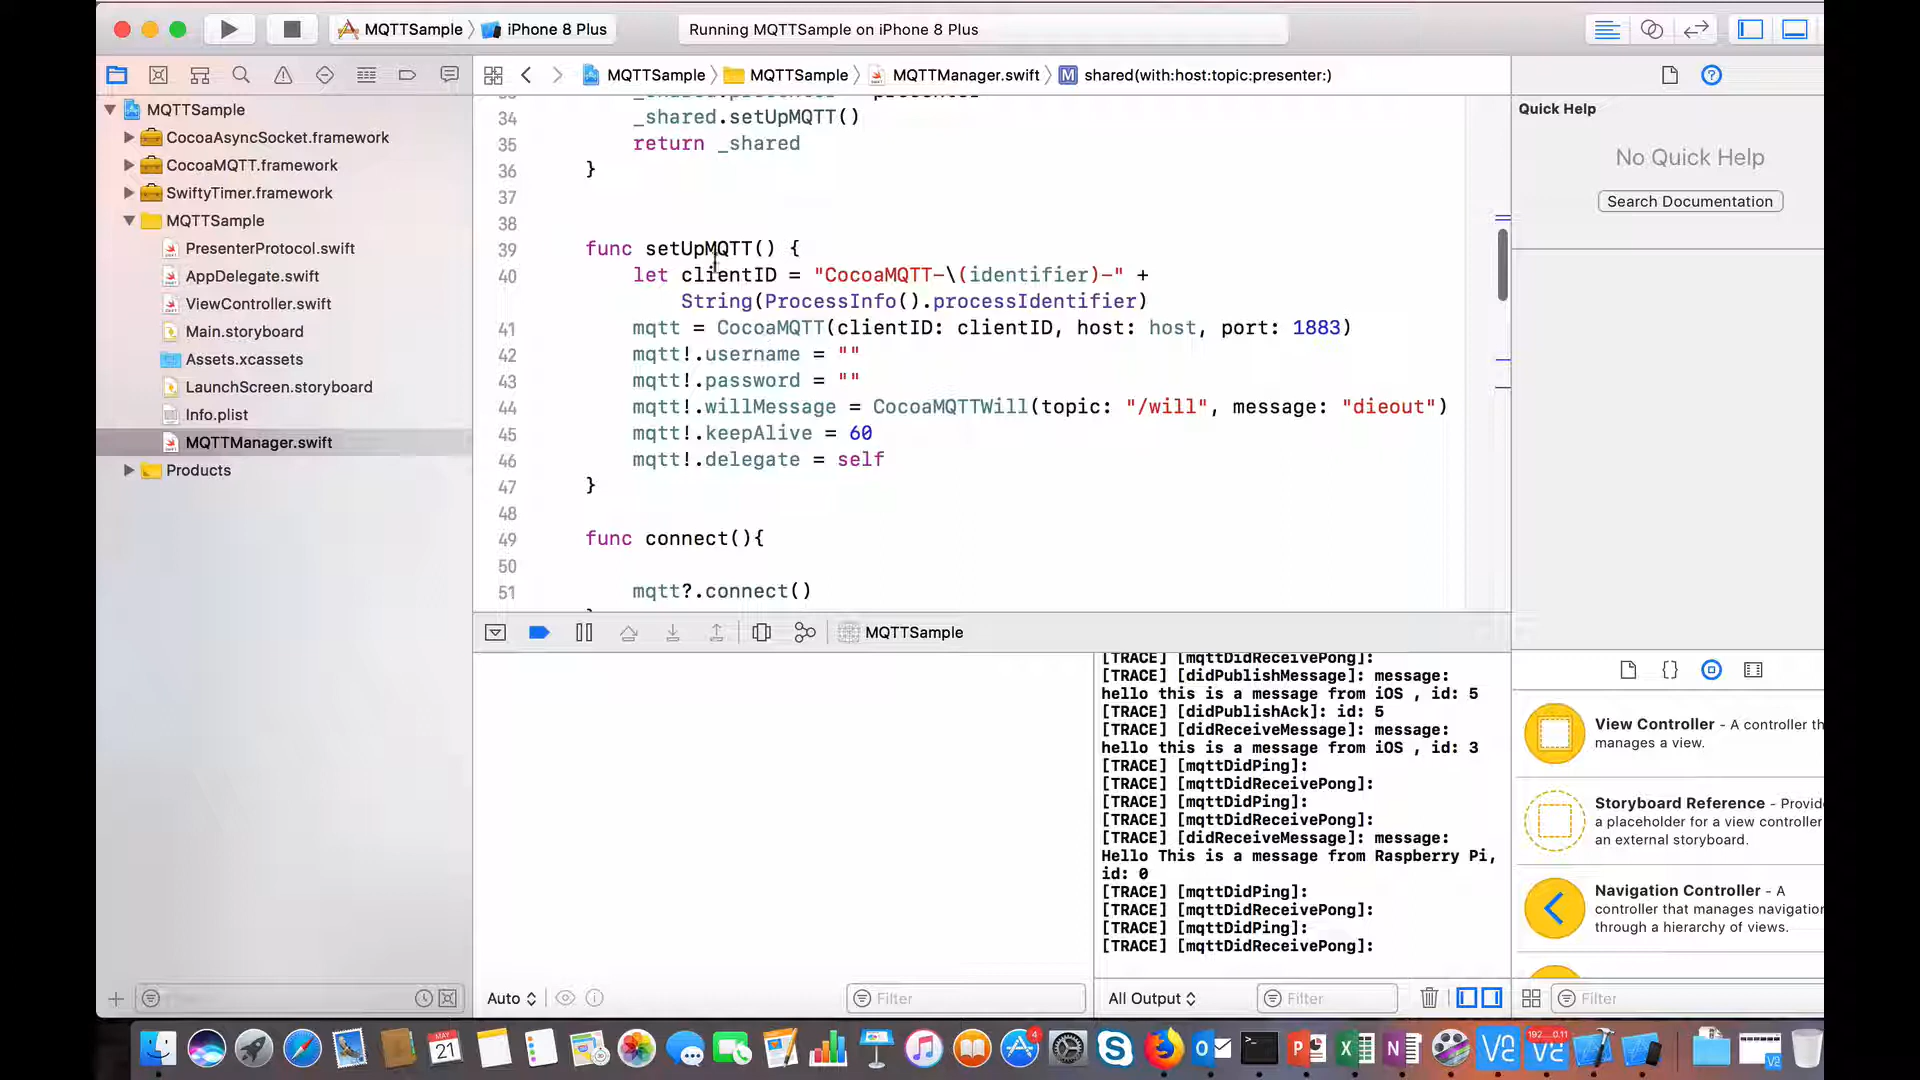 MQTTSample 〉 iPhone 8 Plus
Running MQTTSample on iPhone 8 Plus
MQTTSample 〉 MQTTSample 〉 MQTTManager.swift 〉 M shared(with:host:topic:presenter:)
MQTTSample
CocoaAsyncSocket.framework
CocoaMQTT.framework
SwiftyTimer.framework
MQTTSample
PresenterProtocol.swift
AppDelegate.swift
ViewController.swift
Main.storyboard
Assets.xcassets
LaunchScreen.storyboard
Info.plist
MQTTManager.swift
Products
34 _shared.setUpMQTT()
35 return _shared
36 }
37
38
39 func setUpMQTT() {
40 let clientID = "CocoaMQTT-\(identifier)-" +
String(ProcessInfo().processIdentifier)
41 mqtt = CocoaMQTT(clientID: clientID, host: host, port: 1883)
42 mqtt!.username = ""
43 mqtt!.password = ""
44 mqtt!.willMessage = CocoaMQTTWill(topic: "/will", message: "dieout")
45 mqtt!.keepAlive = 60
46 mqtt!.delegate = self
47 }
48
49 func connect(){
50
51 mqtt?.connect()
MQTTSample
[TRACE] [mqttDidReceivePong]:
[TRACE] [didPublishMessage]: message:
hello this is a message from iOS , id: 5
[TRACE] [didPublishAck]: id: 5
[TRACE] [didReceiveMessage]: message:
hello this is a message from iOS , id: 3
[TRACE] [mqttDidPing]:
[TRACE] [mqttDidReceivePong]:
[TRACE] [mqttDidPing]:
[TRACE] [mqttDidReceivePong]:
[TRACE] [didReceiveMessage]: message:
Hello This is a message from Raspberry Pi,
id: 0
[TRACE] [mqttDidPing]:
[TRACE] [mqttDidReceivePong]:
[TRACE] [mqttDidPing]:
[TRACE] [mqttDidReceivePong]:
Auto
Filter
All Output
Filter
Quick Help
No Quick Help
Search Documentation
View Controller - A controller th
manages a view.
Storyboard Reference - Provid
a placeholder for a view controller
an external storyboard.
Navigation Controller - A
controller that manages navigation
through a hierarchy of views.
Filter
MAY
21
4
192....0.11